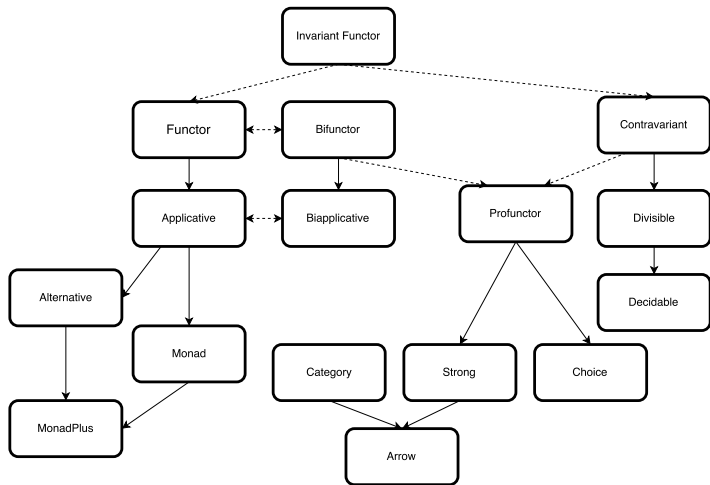 Invariant Functor
Functor
Bifunctor
Contravariant
Applicative
Biapplicative
Profunctor
Divisible
Alternative
Decidable
Monad
Category
Strong
Choice
MonadPlus
Arrow